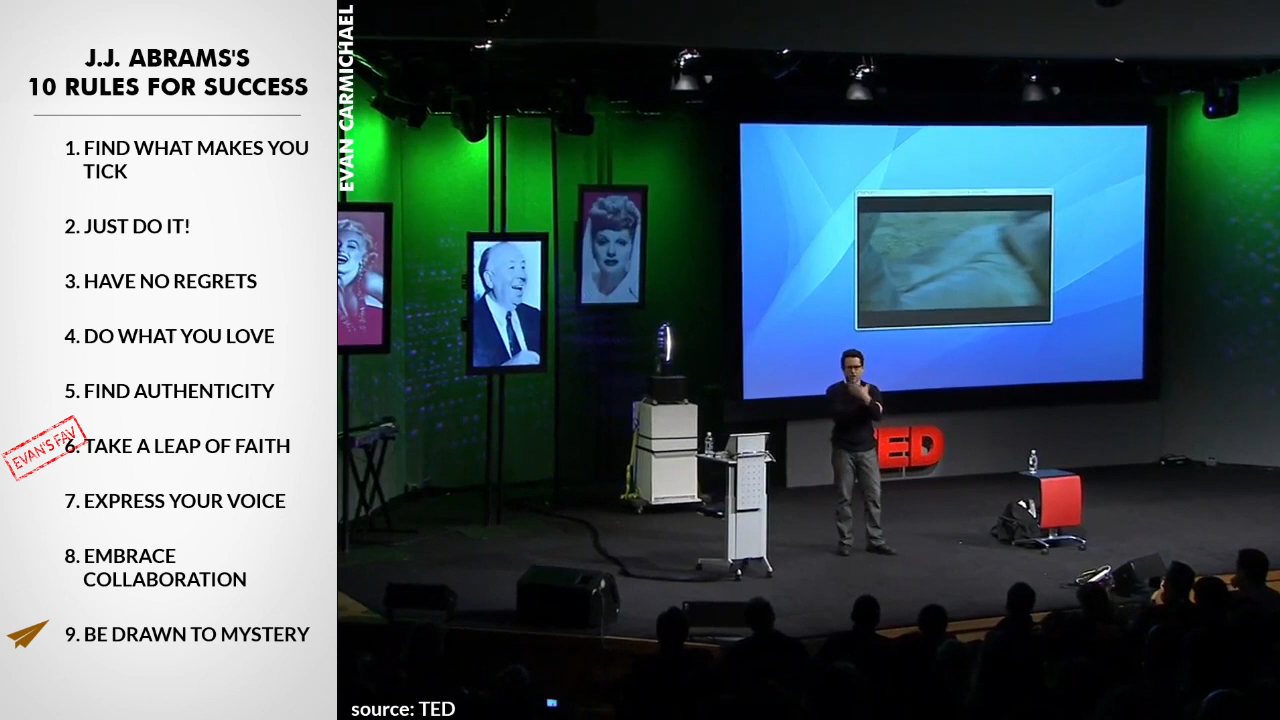 J.J. ABRAMS'S
10 RULES FOR SUCCESS
1. FIND WHAT MAKES YOU
TICK
2. JUST DO IT!
3. HAVE NO REGRETS
4. DO WHAT YOU LOVE
5. FIND AUTHENTICITY
EVAN'S FAV
6. TAKE A LEAP OF FAITH
7. EXPRESS YOUR VOICE
8. EMBRACE
COLLABORATION
9. BE DRAWN TO MYSTERY
EVAN CARMICHAEL
TED
source: TED